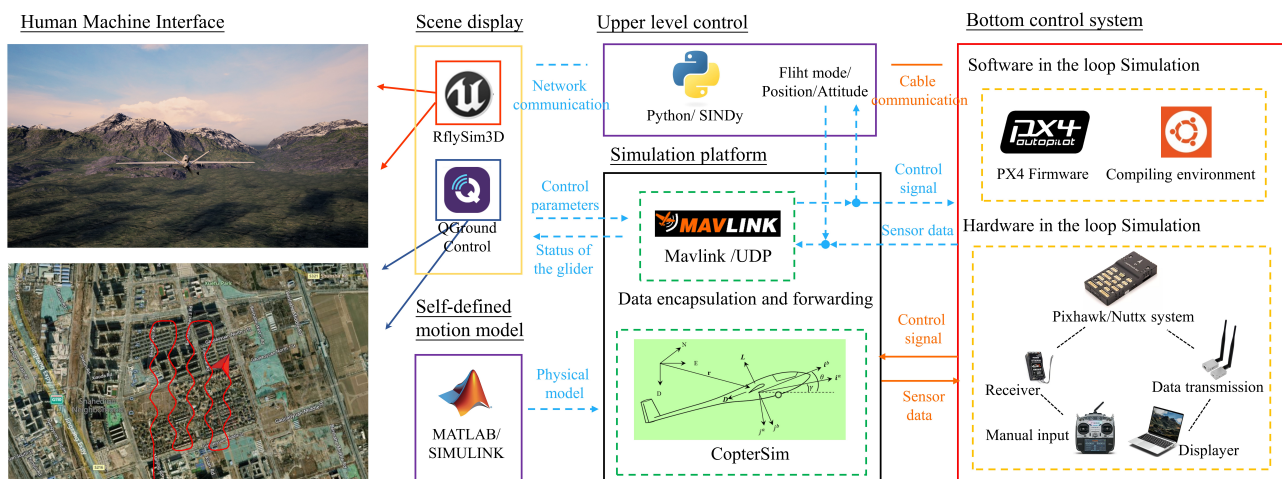 Human Machine Interface
Scene display
Upper level control
Bottom control system
RflySim3D
QGround
Control
Network
communication
Python/ SINDy
Fliht mode/
Position/Attitude
Cable
communication
Software in the loop Simulation
PX4
autopilot
PX4 Firmware
Compiling environment
Simulation platform
Control
parameters
Status of
the glider
MAVLINK
Mavlink /UDP
Data encapsulation and forwarding
Control
signal
Sensor data
Hardware in the loop Simulation
Pixhawk/Nuttx system
Receiver
Data transmission
Manual input
Displayer
Self-defined
motion model
MATLAB/
SIMULINK
Physical
model
N
E
D
r
L
D
θ
γ
CopterSim
Control
signal
Sensor
data